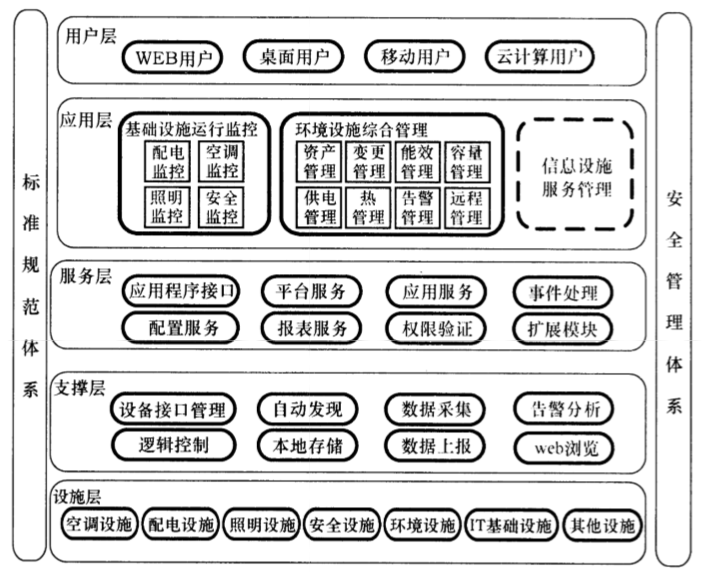 用户层
WEB用户
桌面用户
移动用户
云计算用户
应用层
基础设施运行监控
配电
监控
空调
监控
照明
监控
安全
监控
环境设施综合管理
资产
管理
变更
管理
能效
管理
容量
管理
供电
管理
热
管理
告警
管理
远程
管理
信息设施
服务管理
服务层
应用程序接口
平台服务
应用服务
事件处理
配置服务
报表服务
权限验证
扩展模块
支撑层
设备接口管理
自动发现
数据采集
告警分析
逻辑控制
本地存储
数据上报
web浏览
设施层
空调设施
配电设施
照明设施
安全设施
环境设施
IT基础设施
其他设施
标准规范体系
安全管理体系